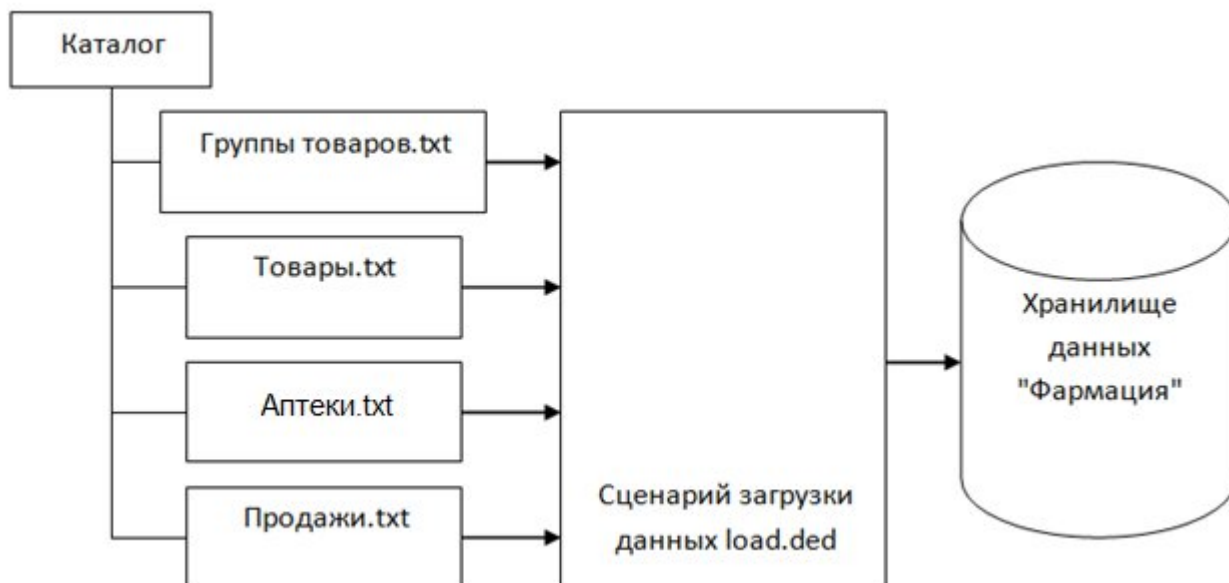 Каталог
Группы товаров.txt
Товары.txt
Аптеки.txt
Продажи.txt
Сценарий загрузки
данных load.ded
Хранилище
данных
"Фармация"